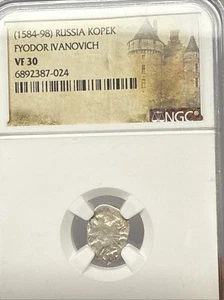 (1584-98) RUSSIA KOPEK
FYODOR IVANOVICH
VF 30
6892387-024
NGC